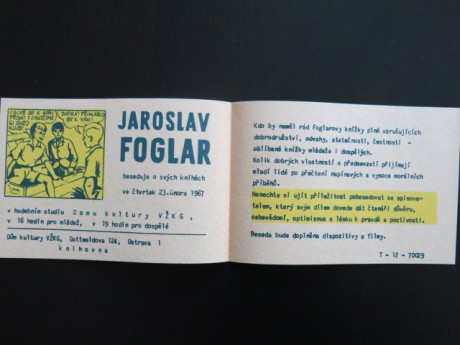 JAROSLAV
FOGLAR
beseduje o svých knihách
ve čtvrtek 23.února 1967
v hudebním studiu Domu kultury VŽKG,
v 16 hodin pro mládež, v 19 hodin pro dospělé
Dům kultury VŽKG, Gottwaldova 124, Ostrava 1
knihovna
Kdo by neměl rád Foglarovy knížky plné vzrušujících
dobrodružství, odvahy, statečnosti, čestnosti -
oblíbené knížky mládeže i dospělých.
Kolik dobrých vlastností a předsevzetí přijímají
mladí lidé po přečtení napínavých a vysoce morálních
příběhů.
Nenechte si ujít příležitost pobesedovat se spisova-
telem, který svým dílem dovede dát čtenáři důvěru,
sebevědomí, optimismus a lásku k pravdě a poctivosti.
Beseda bude doplněna diapozitivy a filmy.
T - 12 - 70029